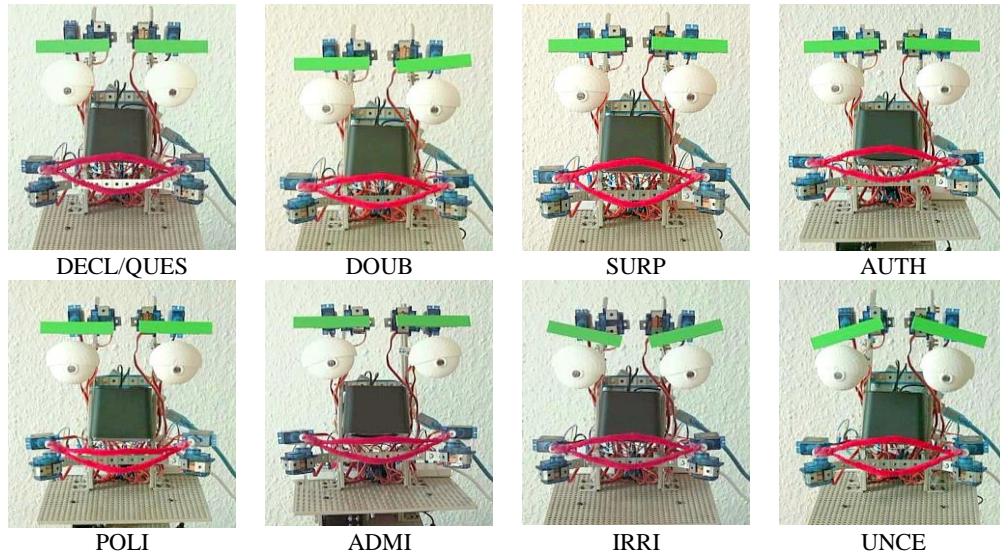 DECL/QUES
DOUB
SURP
AUTH
POLI
ADMI
IRRI
UNCE